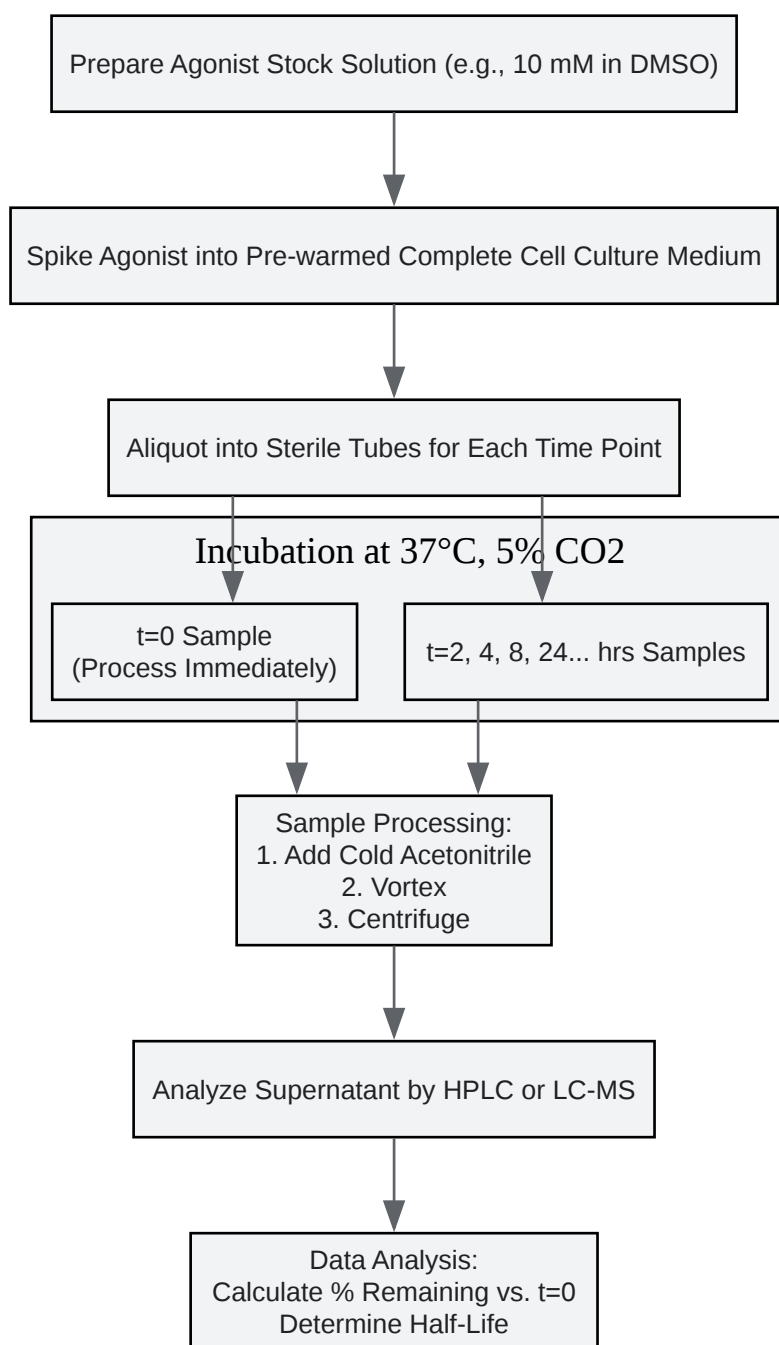 Prepare Agonist Stock Solution (e.g., 10 mM in DMSO)
Spike Agonist into Pre-warmed Complete Cell Culture Medium
Aliquot into Sterile Tubes for Each Time Point
Incubation at 37°C, 5% CO2
t=0 Sample
(Process Immediately)
t=2, 4, 8, 24... hrs Samples
Sample Processing:
1. Add Cold Acetonitrile
2. Vortex
3. Centrifuge
Analyze Supernatant by HPLC or LC-MS
Data Analysis:
Calculate % Remaining vs. t=0
Determine Half-Life